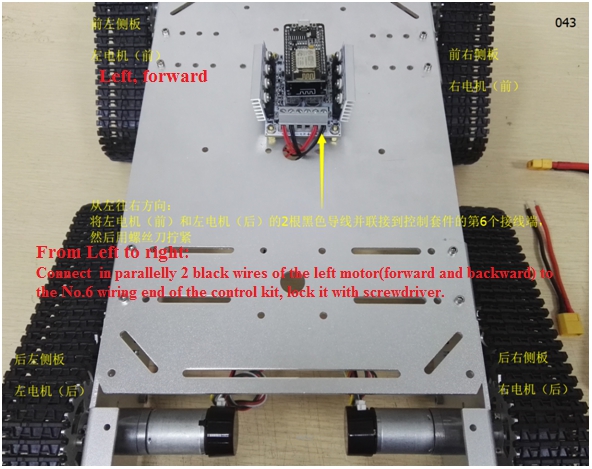 043
前左侧板
左电机（前）
Left, forward
前右侧板
右电机（前）
从左往右方向：
将左电机（前）和左电机（后）的2根黑色导线并联接到控制套件的第6个接线端，
然后用螺丝刀拧紧
From Left to right:
Connect in parallelly 2 black wires of the left motor(forward and backward) to
the No.6 wiring end of the control kit, lock it with screwdriver.
后左侧板
左电机（后）
后右侧板
右电机（后）